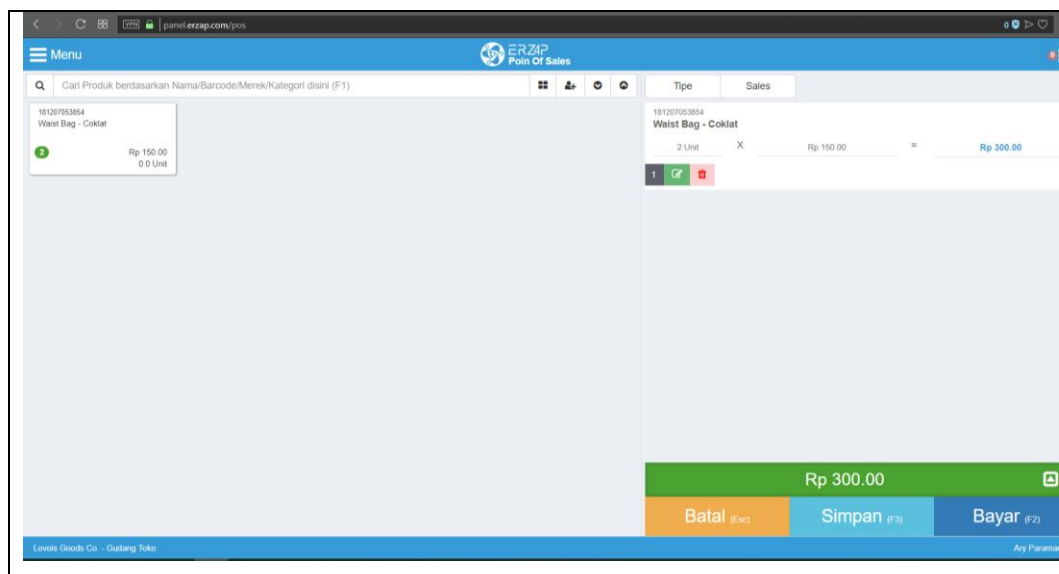 VPN panel.erzap.com/pos
0
Menu
ERZAP
Poin Of Sales
0
Cari Produk berdasarkan Nama/Barcode/Merek/Kategori disini (F1)
Tipe Sales
181207053854
Waist Bag - Coklat
2 Rp 150.00
0.0 Unit
181207053854
Waist Bag - Coklat
2 Unit X Rp 150.00 = Rp 300.00
1
Rp 300.00
Batal (Esc) Simpan (F3) Bayar (F2)
Lovois Goods Co. - Gudang Toko
Ary Paramar